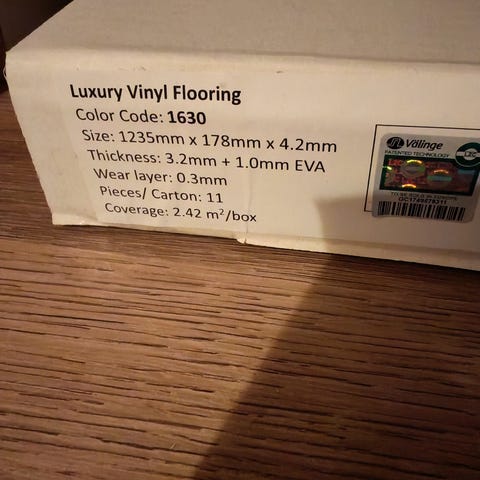 Luxury Vinyl Flooring
Color Code: 1630
Size: 1235mm x 178mm x 4.2mm
Thickness: 3.2mm + 1.0mm EVA
Wear layer: 0.3mm
Pieces/ Carton: 11
Coverage: 2.42 m²/box
Välinge
PATENTED TECHNOLOGY